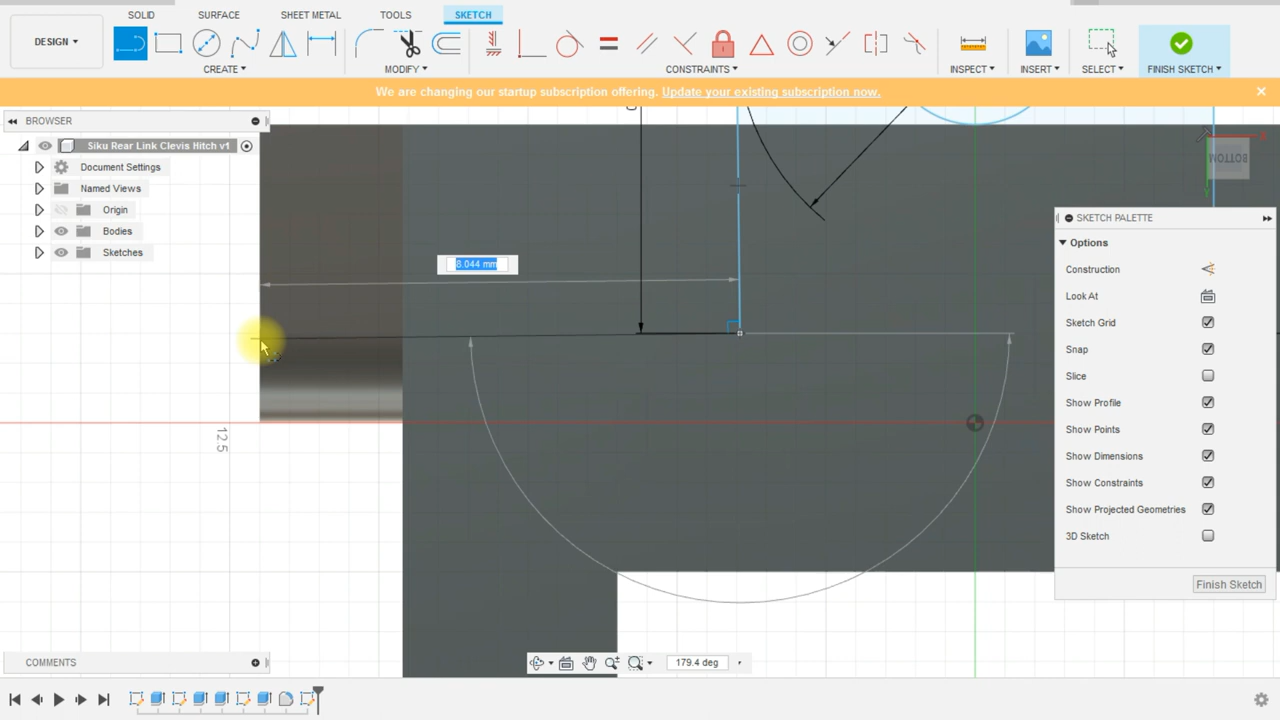 SOLID
SURFACE
SHEET METAL
TOOLS
SKETCH
DESIGN
CREATE
MODIFY
CONSTRAINTS
INSPECT
INSERT
SELECT
FINISH SKETCH
We are changing our startup subscription offering. Update your existing subscription now.
BROWSER
Siku Rear Link Clevis Hitch v1
Document Settings
Named Views
Origin
Bodies
Sketches
BOTTOM
8.044 mm
12.5
SKETCH PALETTE
Options
Construction
Look At
Sketch Grid
Snap
Slice
Show Profile
Show Points
Show Dimensions
Show Constraints
Show Projected Geometries
3D Sketch
Finish Sketch
COMMENTS
179.4 deg